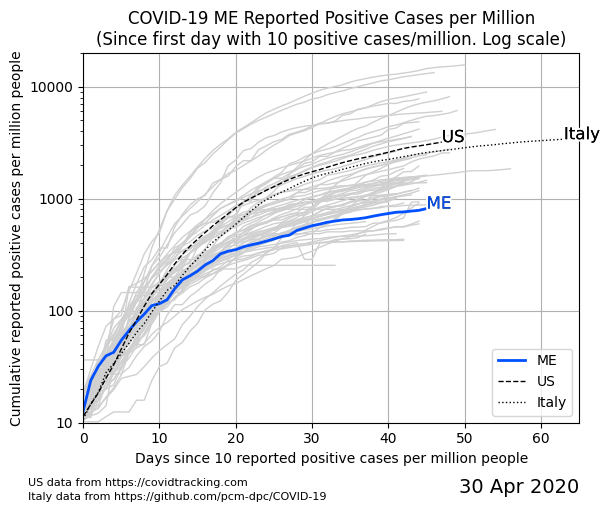 COVID-19 ME Reported Positive Cases per Million
(Since first day with 10 positive cases/million. Log scale)
Cumulative reported positive cases per million people
10000
1000
100
10
US
Italy
ME
ME
US
Italy
0 10 20 30 40 50 60
Days since 10 reported positive cases per million people
US data from https://covidtracking.com
Italy data from https://github.com/pcm-dpc/COVID-19
30 Apr 2020